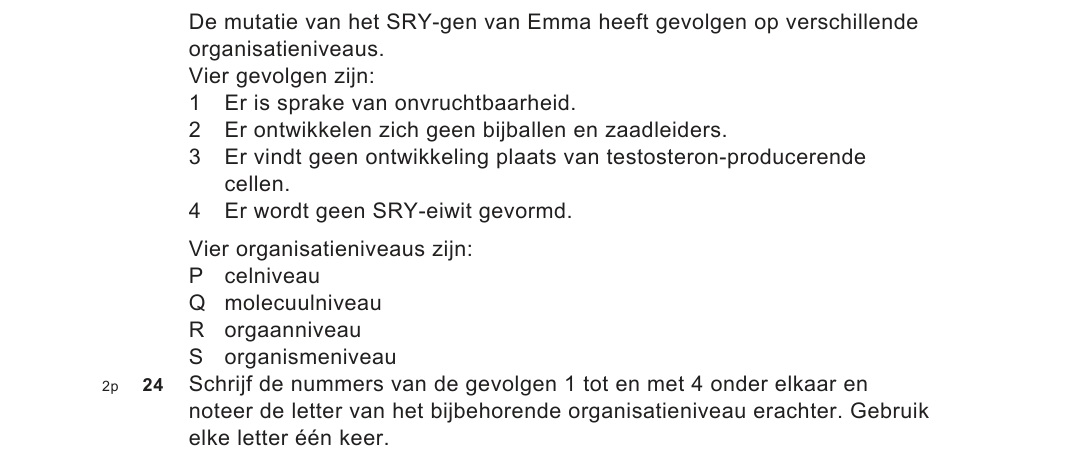 De mutatie van het SRY-gen van Emma heeft gevolgen op verschillende
organisatieniveaus.
Vier gevolgen zijn:
1 Er is sprake van onvruchtbaarheid.
2 Er ontwikkelen zich geen bijballen en zaadleiders.
3 Er vindt geen ontwikkeling plaats van testosteron-producerende
cellen.
4 Er wordt geen SRY-eiwit gevormd.
Vier organisatieniveaus zijn:
P celniveau
Q molecuulniveau
R orgaanniveau
S organismeniveau
2p 24 Schrijf de nummers van de gevolgen 1 tot en met 4 onder elkaar en
noteer de letter van het bijbehorende organisatieniveau erachter. Gebruik
elke letter één keer.